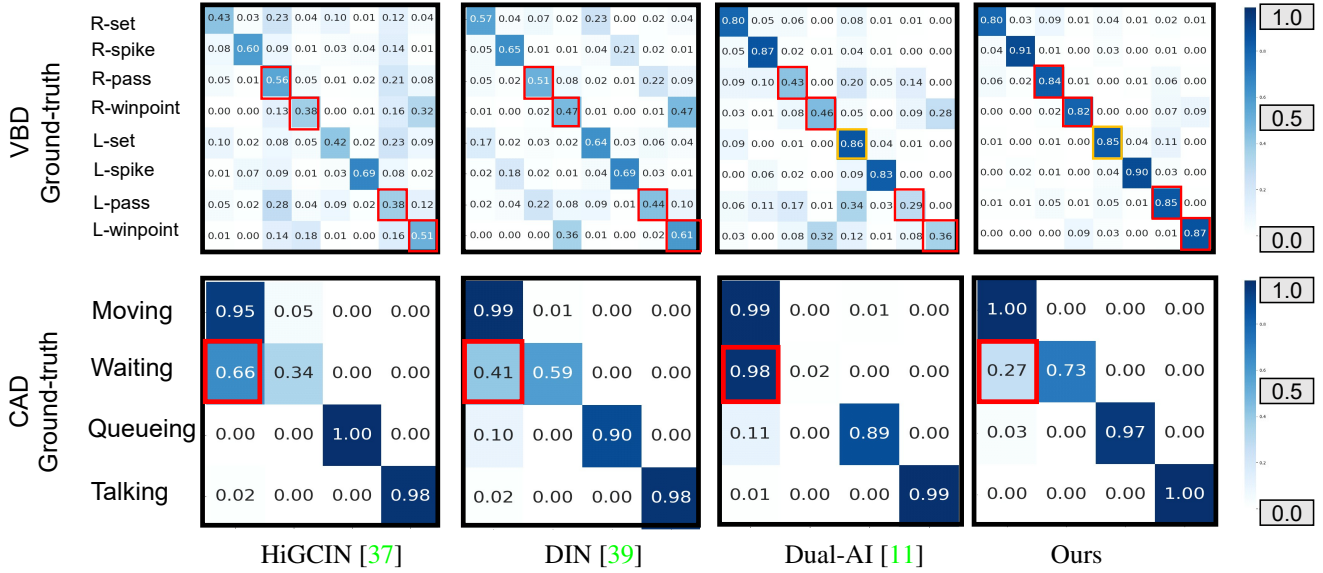 VBD
Ground-truth
R-set 0.43 0.03 0.23 0.04 0.10 0.01 0.12 0.04 0.57 0.04 0.07 0.02 0.23 0.00 0.02 0.04 0.80 0.05 0.06 0.00 0.08 0.01 0.01 0.00 0.80 0.03 0.09 0.01 0.04 0.01 0.02 0.00 1.0
R-spike 0.08 0.60 0.09 0.01 0.03 0.04 0.14 0.01 0.05 0.65 0.01 0.01 0.04 0.21 0.02 0.01 0.05 0.87 0.02 0.01 0.02 0.02 0.01 0.00 0.04 0.91 0.01 0.00 0.01 0.03 0.00 0.00
R-pass 0.05 0.01 0.56 0.05 0.01 0.02 0.21 0.08 0.05 0.02 0.51 0.08 0.02 0.01 0.22 0.09 0.09 0.10 0.43 0.00 0.20 0.05 0.14 0.00 0.06 0.02 0.84 0.00 0.01 0.00 0.06 0.00
R-winpoint 0.00 0.00 0.13 0.38 0.01 0.00 0.16 0.32 0.01 0.00 0.02 0.47 0.00 0.00 0.01 0.47 0.02 0.00 0.11 0.46 0.04 0.00 0.09 0.28 0.00 0.00 0.01 0.82 0.00 0.00 0.07 0.09 0.5
L-set 0.10 0.02 0.08 0.05 0.42 0.02 0.23 0.09 0.17 0.01 0.02 0.03 0.64 0.04 0.05 0.04 0.09 0.00 0.01 0.00 0.86 0.04 0.01 0.00 0.01 0.00 0.01 0.00 0.85 0.04 0.11 0.00
L-spike 0.01 0.07 0.09 0.01 0.03 0.69 0.08 0.02 0.02 0.18 0.02 0.01 0.04 0.69 0.03 0.01 0.00 0.06 0.02 0.00 0.09 0.83 0.00 0.00 0.00 0.06 0.00 0.00 0.00 0.90 0.03 0.00
L-pass 0.05 0.02 0.28 0.04 0.09 0.02 0.38 0.12 0.02 0.04 0.22 0.08 0.09 0.01 0.44 0.10 0.06 0.11 0.17 0.01 0.34 0.03 0.29 0.00 0.01 0.01 0.07 0.00 0.05 0.02 0.85 0.00
L-winpoint 0.01 0.00 0.14 0.18 0.01 0.00 0.16 0.51 0.00 0.00 0.01 0.36 0.01 0.00 0.02 0.61 0.03 0.00 0.08 0.32 0.12 0.01 0.08 0.36 0.00 0.00 0.00 0.09 0.03 0.00 0.01 0.87 0.0
CAD
Ground-truth
Moving 0.95 0.05 0.00 0.00 0.99 0.01 0.00 0.00 0.99 0.00 0.01 0.00 1.00 0.00 0.00 0.00 1.0
Waiting 0.66 0.34 0.00 0.00 0.41 0.59 0.00 0.00 0.98 0.02 0.00 0.00 0.27 0.73 0.00 0.00 0.5
Queueing 0.00 0.00 1.00 0.00 0.10 0.00 0.90 0.00 0.11 0.00 0.89 0.00 0.03 0.00 0.97 0.00
Talking 0.02 0.00 0.00 0.98 0.02 0.00 0.00 0.98 0.01 0.00 0.00 0.99 0.00 0.00 0.00 1.00 0.0
HiGCIN [37] DIN [39] Dual-AI [11] Ours